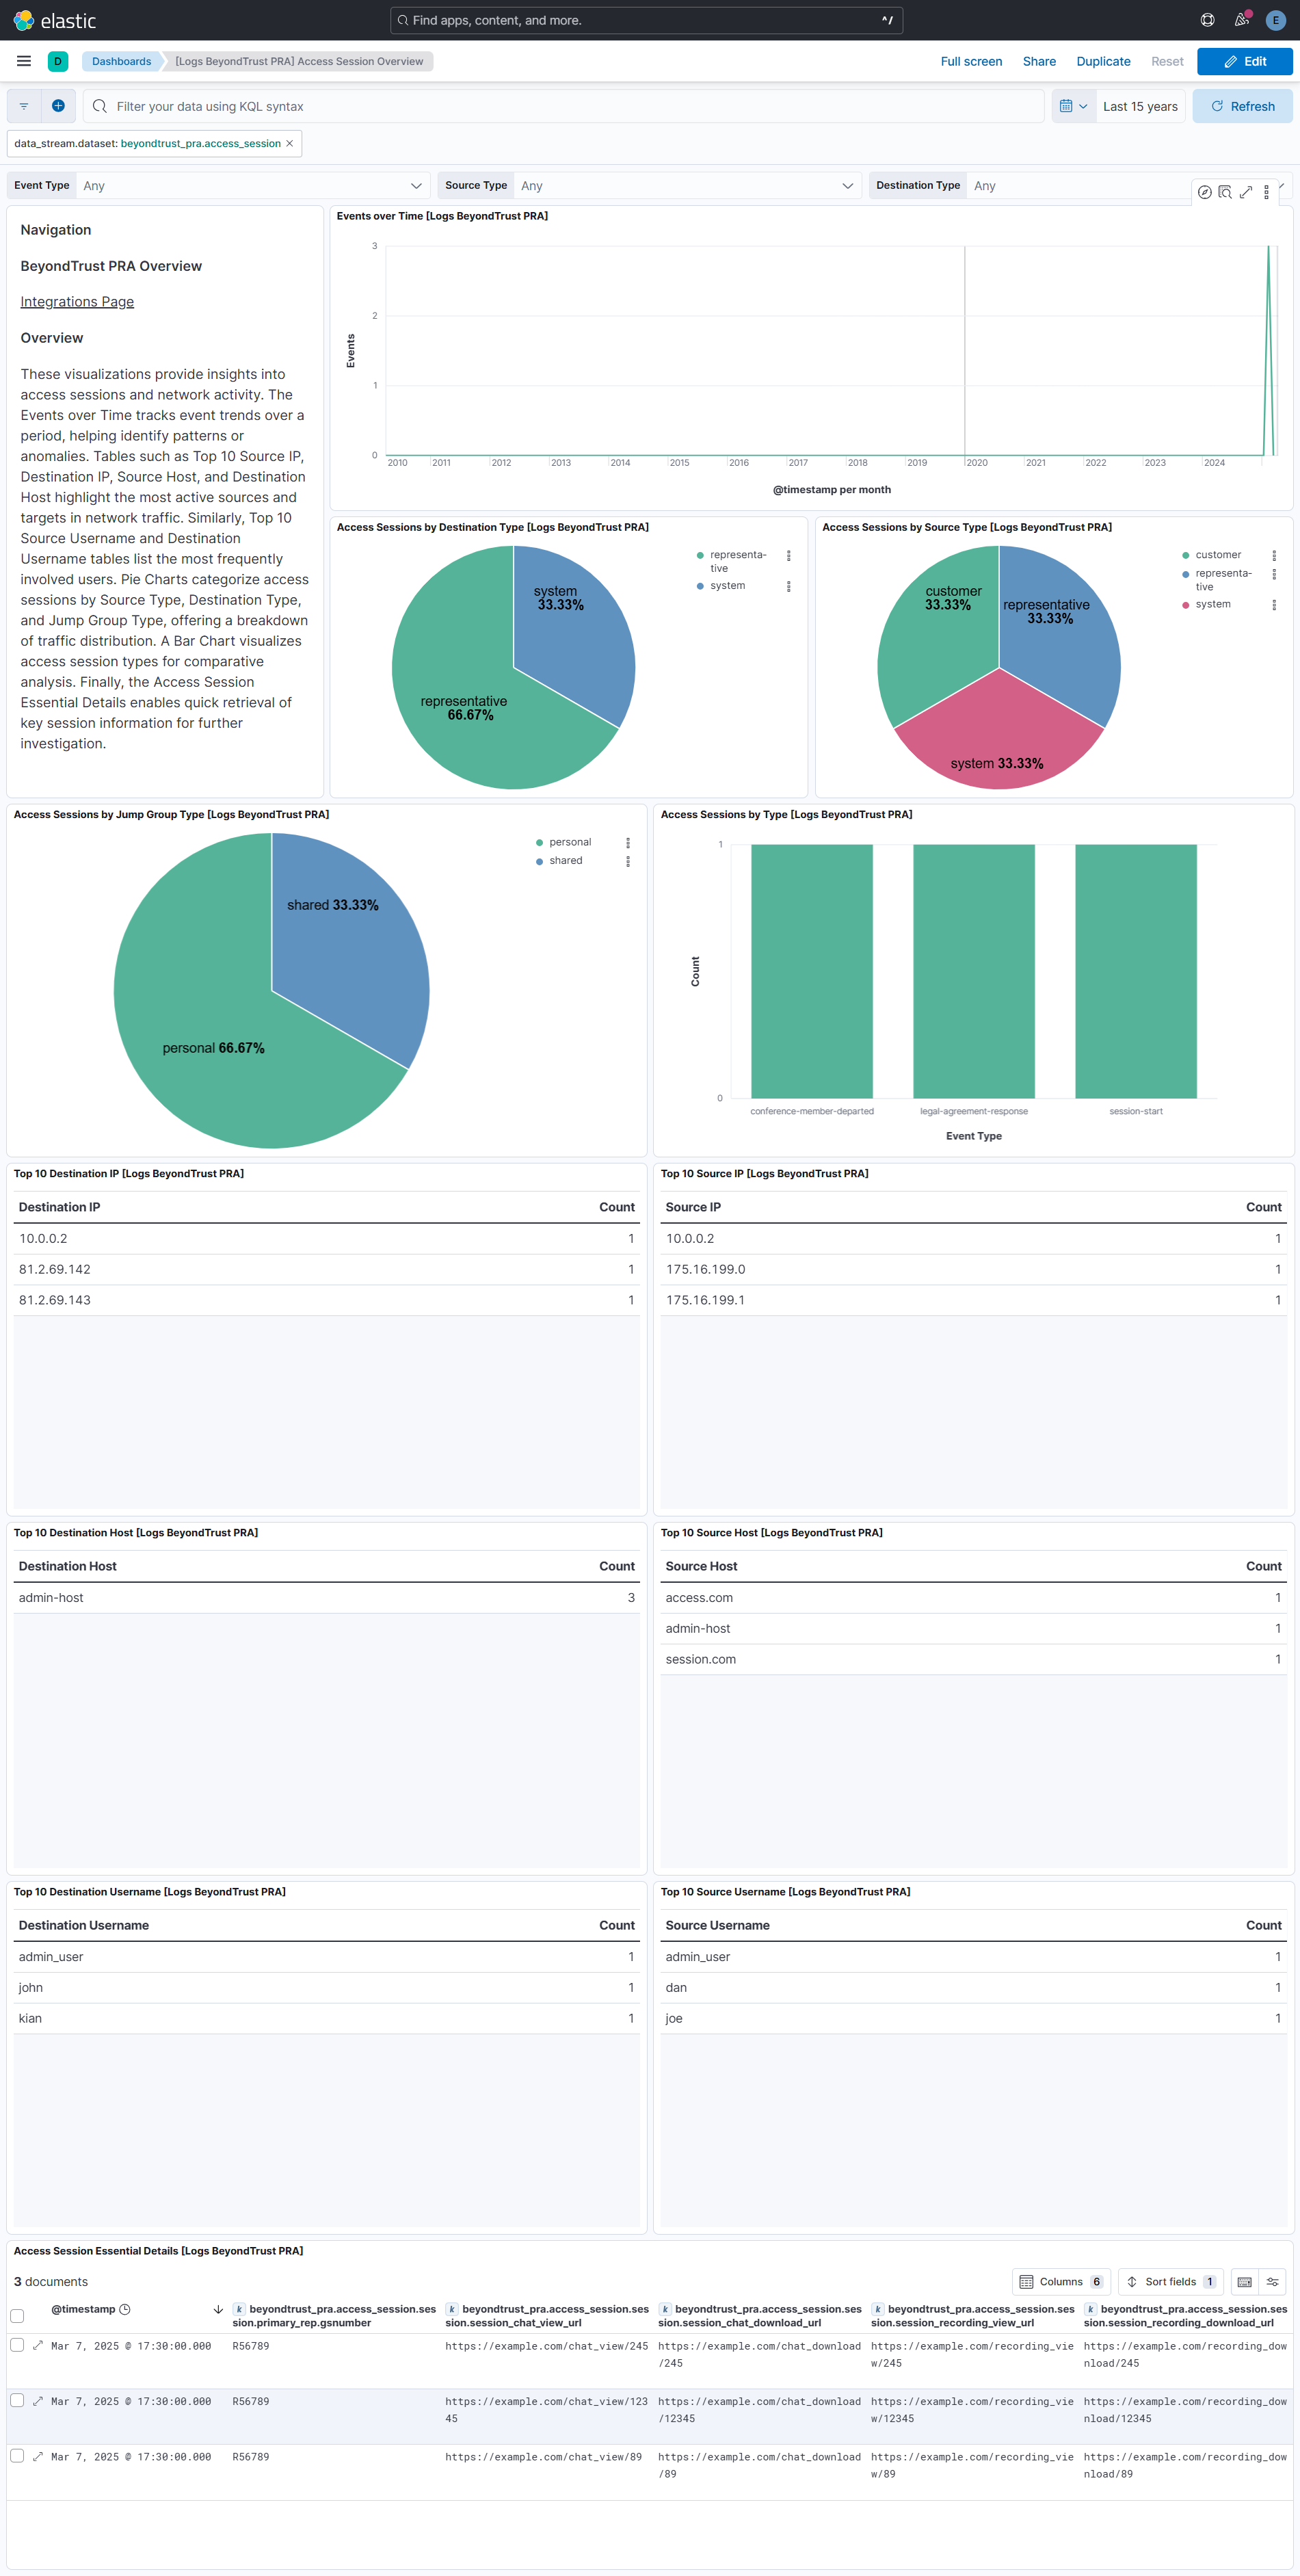 elastic
Find apps, content, and more.
^/
E
D
Dashboards
[Logs BeyondTrust PRA] Access Session Overview
Full screen
Share
Duplicate
Reset
Edit
Filter your data using KQL syntax
Last 15 years
Refresh
data_stream.dataset: beyondtrust_pra.access_session ×
Event Type Any
Source Type Any
Destination Type Any
Navigation
BeyondTrust PRA Overview
Integrations Page
Overview
These visualizations provide insights into
access sessions and network activity. The
Events over Time tracks event trends over a
period, helping identify patterns or
anomalies. Tables such as Top 10 Source IP,
Destination IP, Source Host, and Destination
Host highlight the most active sources and
targets in network traffic. Similarly, Top 10
Source Username and Destination
Username tables list the most frequently
involved users. Pie Charts categorize access
sessions by Source Type, Destination Type,
and Jump Group Type, offering a breakdown
of traffic distribution. A Bar Chart visualizes
access session types for comparative
analysis. Finally, the Access Session
Essential Details enables quick retrieval of
key session information for further
investigation.
Events over Time [Logs BeyondTrust PRA]
3
2
1
0
Events
2010 2011 2012 2013 2014 2015 2016 2017 2018 2019 2020 2021 2022 2023 2024
@timestamp per month
Access Sessions by Destination Type [Logs BeyondTrust PRA]
system
33.33%
representative
66.67%
representa-
tive
system
Access Sessions by Source Type [Logs BeyondTrust PRA]
customer
33.33%
representative
33.33%
system 33.33%
customer
representa-
tive
system
Access Sessions by Jump Group Type [Logs BeyondTrust PRA]
shared 33.33%
personal 66.67%
personal
shared
Access Sessions by Type [Logs BeyondTrust PRA]
1
0
Count
conference-member-departed legal-agreement-response session-start
Event Type
Top 10 Destination IP [Logs BeyondTrust PRA]
Destination IP Count
10.0.0.2 1
81.2.69.142 1
81.2.69.143 1
Top 10 Source IP [Logs BeyondTrust PRA]
Source IP Count
10.0.0.2 1
175.16.199.0 1
175.16.199.1 1
Top 10 Destination Host [Logs BeyondTrust PRA]
Destination Host Count
admin-host 3
Top 10 Source Host [Logs BeyondTrust PRA]
Source Host Count
access.com 1
admin-host 1
session.com 1
Top 10 Destination Username [Logs BeyondTrust PRA]
Destination Username Count
admin_user 1
john 1
kian 1
Top 10 Source Username [Logs BeyondTrust PRA]
Source Username Count
admin_user 1
dan 1
joe 1
Access Session Essential Details [Logs BeyondTrust PRA]
3 documents
Columns 6
Sort fields 1
@timestamp
k beyondtrust_pra.access_session.ses
sion.primary_rep.gsnumber
k beyondtrust_pra.access_session.ses
sion.session_chat_view_url
k beyondtrust_pra.access_session.ses
sion.session_chat_download_url
k beyondtrust_pra.access_session.ses
sion.session_recording_view_url
k beyondtrust_pra.access_session.ses
sion.session_recording_download_url
Mar 7, 2025 @ 17:30:00.000 R56789 https://example.com/chat_view/245 https://example.com/chat_download https://example.com/recording_vie https://example.com/recording_dow
/245 w/245 nload/245
Mar 7, 2025 @ 17:30:00.000 R56789 https://example.com/chat_view/123 https://example.com/chat_download https://example.com/recording_vie https://example.com/recording_dow
45 /12345 w/12345 nload/12345
Mar 7, 2025 @ 17:30:00.000 R56789 https://example.com/chat_view/89 https://example.com/chat_download https://example.com/recording_vie https://example.com/recording_dow
/89 w/89 nload/89